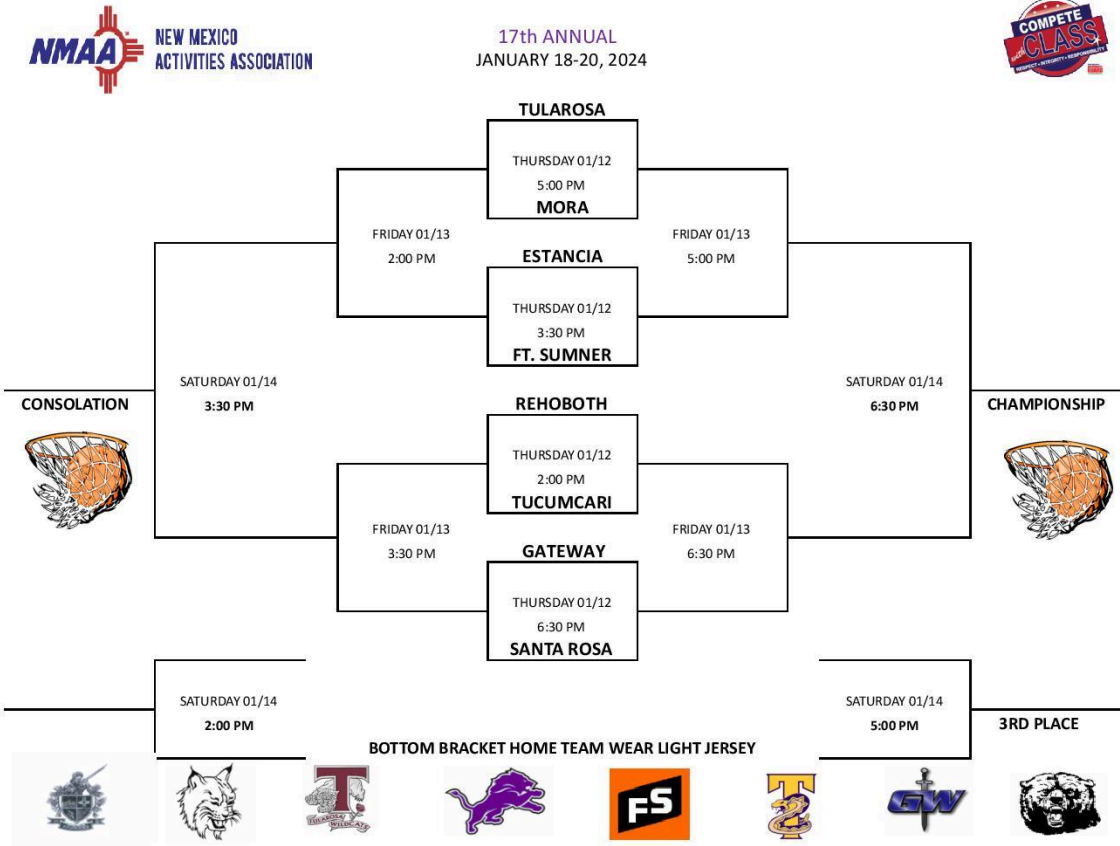 NMAA
NEW MEXICO
ACTIVITIES ASSOCIATION
17th ANNUAL
JANUARY 18-20, 2024
COMPETE
CLASS
RESPECT • INTEGRITY • RESPONSIBILITY
TULAROSA
THURSDAY 01/12
5:00 PM
MORA
FRIDAY 01/13
2:00 PM
FRIDAY 01/13
5:00 PM
ESTANCIA
THURSDAY 01/12
3:30 PM
FT. SUMNER
SATURDAY 01/14
3:30 PM
CONSOLATION
SATURDAY 01/14
6:30 PM
CHAMPIONSHIP
REHOBOTH
THURSDAY 01/12
2:00 PM
TUCUMCARI
FRIDAY 01/13
3:30 PM
FRIDAY 01/13
6:30 PM
GATEWAY
THURSDAY 01/12
6:30 PM
SANTA ROSA
SATURDAY 01/14
2:00 PM
SATURDAY 01/14
5:00 PM
3RD PLACE
BOTTOM BRACKET HOME TEAM WEAR LIGHT JERSEY
T
TULAROSA
WILDCATS
FS
T
GW